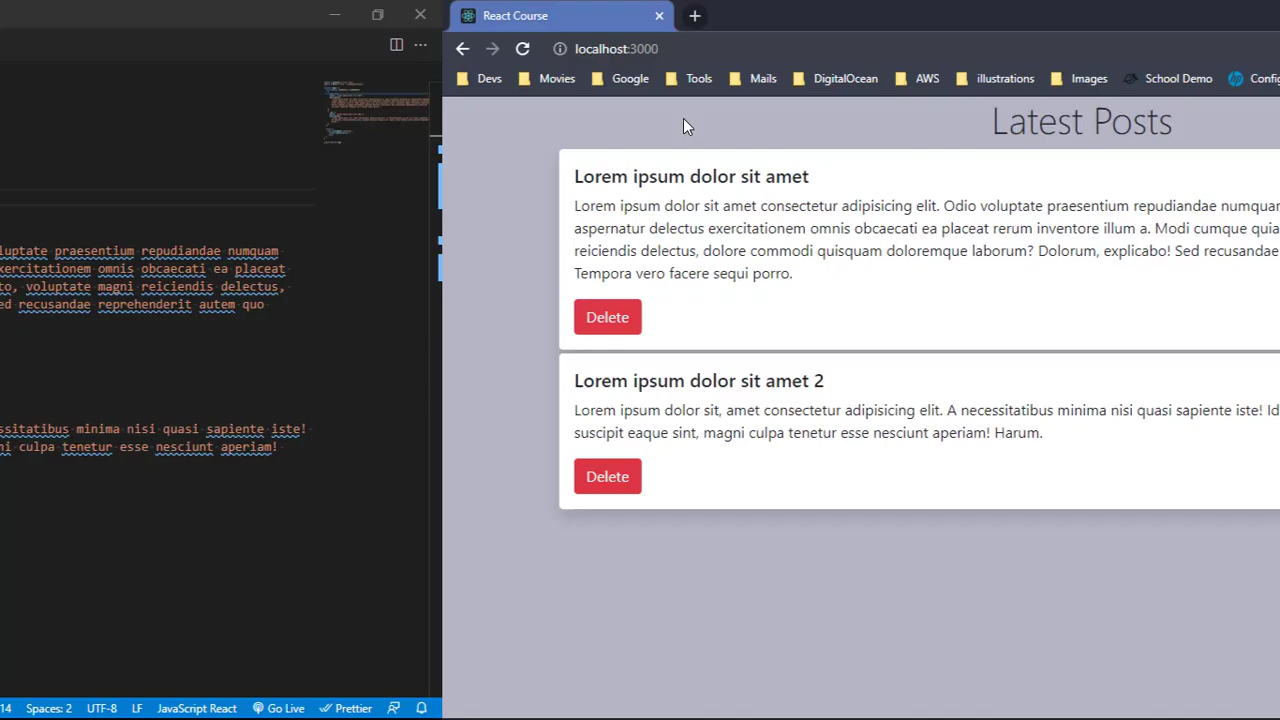 luptate praesentium repudiandae numquam
xercitationem omnis obcaecati ea placeat
to, voluptate magni reiciendis delectus,
ed recusandae reprehenderit autem quo
ssitatibus minima nisi quasi sapiente iste!
ni culpa tenetur esse nesciunt aperiam!
14 Spaces: 2 UTF-8 LF JavaScript React Go Live Prettier
React Course
localhost:3000
Devs Movies Google Tools Mails DigitalOcean AWS illustrations Images School Demo Config
Latest Posts
Lorem ipsum dolor sit amet
Lorem ipsum dolor sit amet consectetur adipisicing elit. Odio voluptate praesentium repudiandae numquam
aspernatur delectus exercitationem omnis obcaecati ea placeat rerum inventore illum a. Modi cumque quia
reiciendis delectus, dolore commodi quisquam doloremque laborum? Dolorum, explicabo! Sed recusandae
Tempora vero facere sequi porro.
Delete
Lorem ipsum dolor sit amet 2
Lorem ipsum dolor sit, amet consectetur adipisicing elit. A necessitatibus minima nisi quasi sapiente iste! Id
suscipit eaque sint, magni culpa tenetur esse nesciunt aperiam! Harum.
Delete